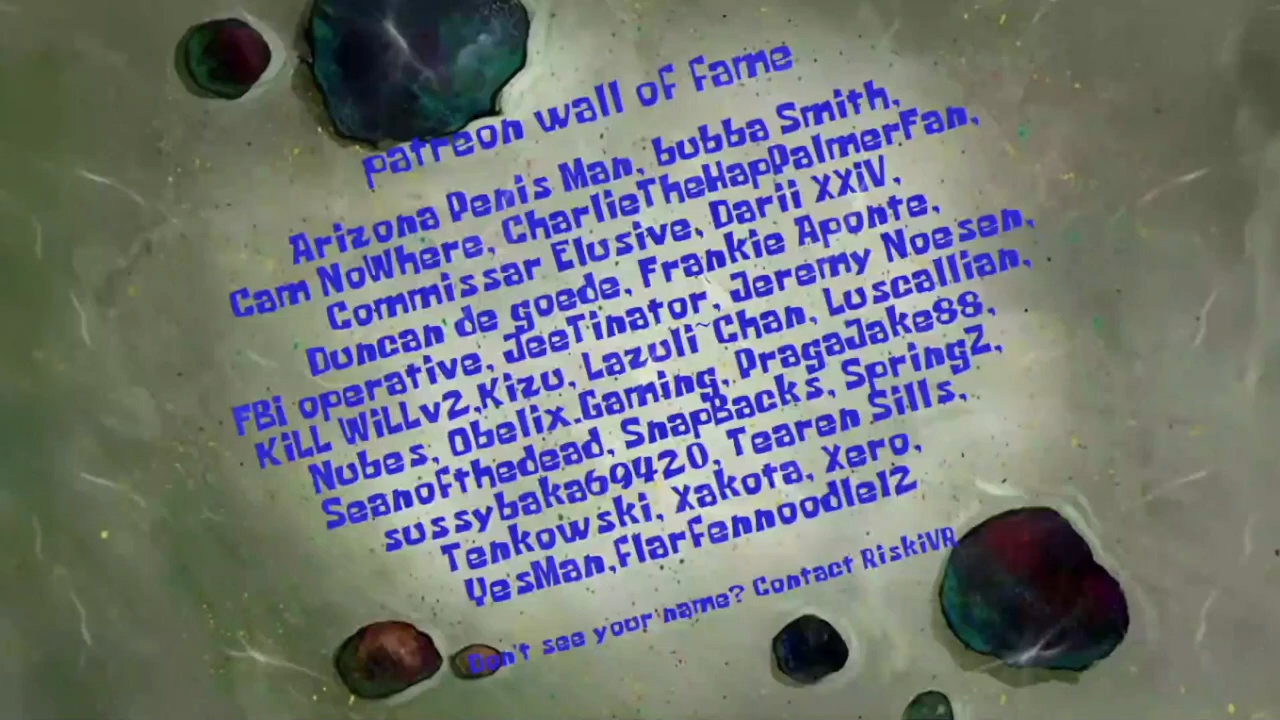 patreon wall of Fame
Arizona Penis Man, bubba Smith,
Cam NoWhere, CharlieTheHapPalmerFan,
Commissar Elusive, Darii XXiV,
Duncan de goede, Frankie Aponte,
FBi operative, JeeTinator, Jeremy Noesen,
KiLL WiLLv2,Kizu, Lazuli~Chan, Luscallian,
Nubes, Obelix.Gaming, PragaJake88,
SeanoFthedead, SnapBacks, Spring2,
sussybaka69420, Tearen Sills,
Tenkowski, Xakota, Xero,
YesMan,FlarFennoodle12
Don't see your name? Contact RiskiVR